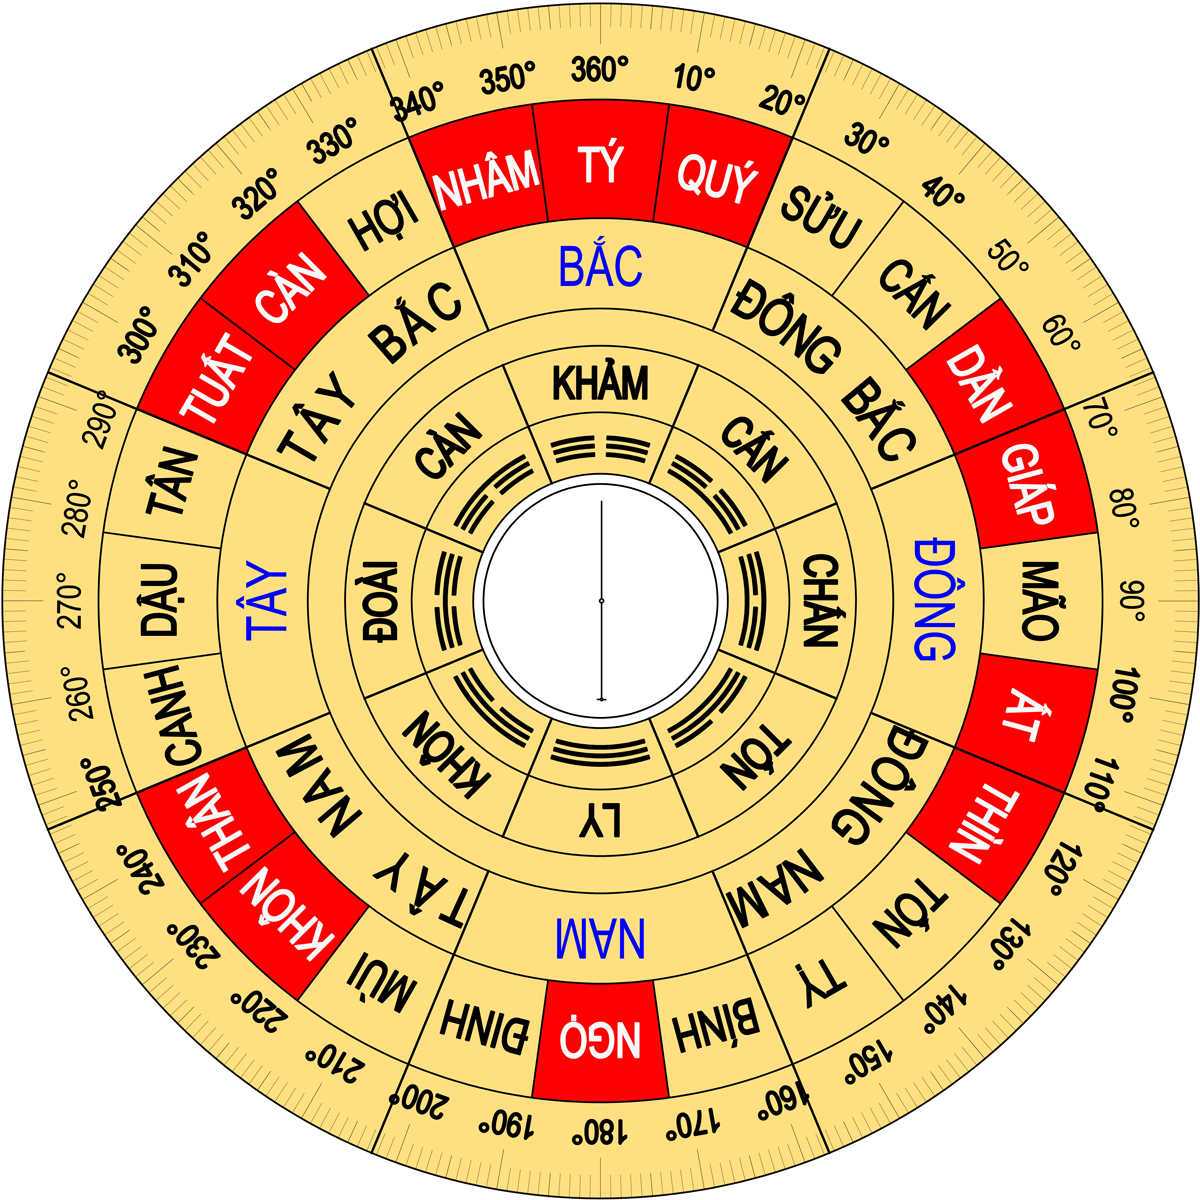 360°
10°
20°
30°
40°
50°
60°
70°
80°
90°
100°
110°
120°
130°
140°
150°
160°
170°
180°
190°
200°
210°
220°
230°
240°
250°
260°
270°
280°
290°
300°
310°
320°
330°
340°
350°
TÝ
QUÝ
SỬU
CẤN
DẦN
GIÁP
MÃO
ẤT
THÌN
TỐN
TỴ
BÍNH
NGỌ
ĐINH
MÙI
KHÔN
THÂN
CANH
DẬU
TÂN
TUẤT
CÀN
HỢI
NHÂM
BẮC
ĐÔNG BẮC
ĐÔNG
ĐÔNG NAM
NAM
TÂY NAM
TÂY
TÂY BẮC
KHẢM
CẤN
CHẤN
TỐN
LY
KHÔN
ĐOÀI
CÀN